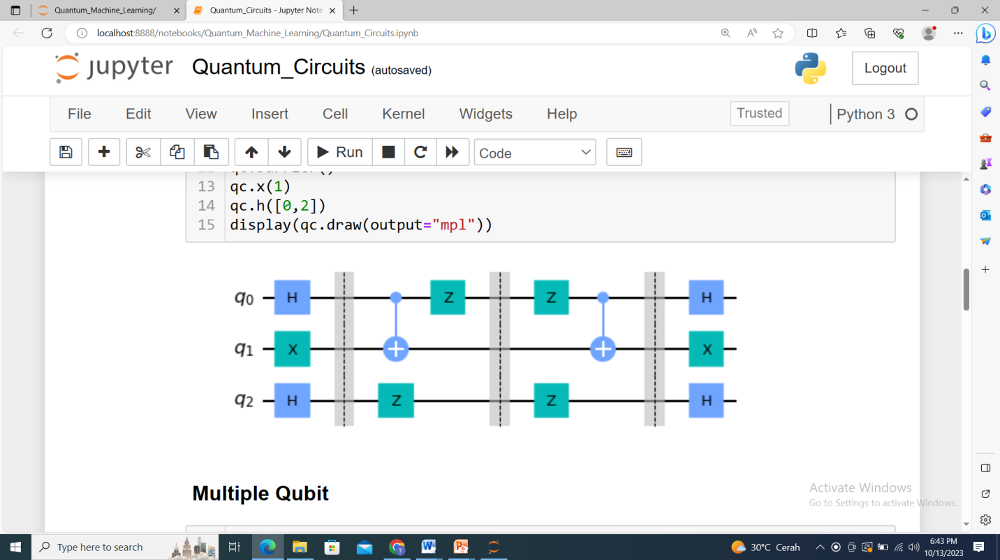 Quantum_Machine_Learning/
Quantum_Circuits - Jupyter Note
localhost:8888/notebooks/Quantum_Machine_Learning/Quantum_Circuits.ipynb
jupyter Quantum_Circuits (autosaved)
Logout
File Edit View Insert Cell Kernel Widgets Help Trusted Python 3
Run Code
13 qc.x(1)
14 qc.h([0,2])
15 display(qc.draw(output="mpl"))
q0 H Z Z H
q1 X X
q2 H Z Z H
Multiple Qubit
Activate Windows
Go to Settings to activate Windows.
Type here to search
30°C Cerah
6:43 PM
10/13/2023